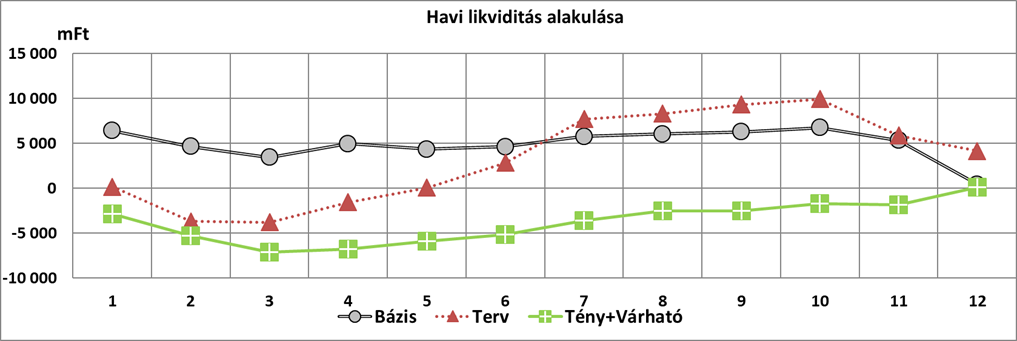 Havi likviditás alakulása
mFt
15 000
10 000
5 000
0
-5 000
-10 000
1 2 3 4 5 6 7 8 9 10 11 12
Bázis Terv Tény+Várható